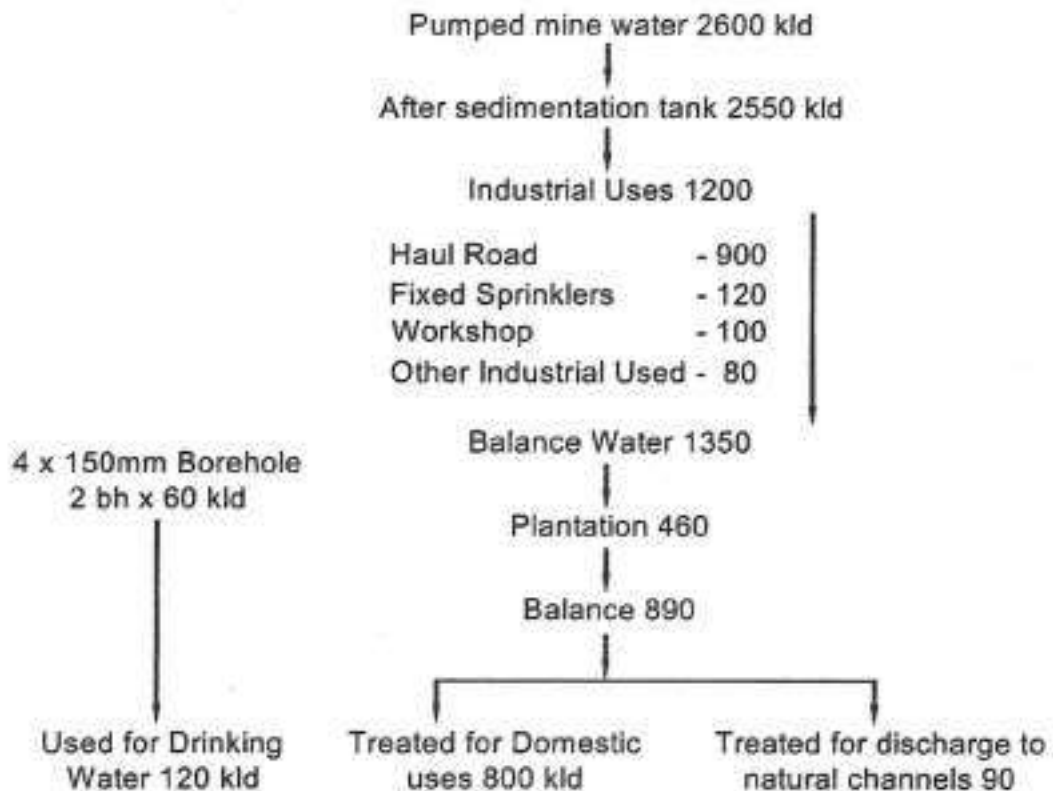 Pumped mine water 2600 kld
After sedimentation tank 2550 kld
Industrial Uses 1200
Haul Road - 900
Fixed Sprinklers - 120
Workshop - 100
Other Industrial Used - 80
Balance Water 1350
4 x 150mm Borehole
2 bh x 60 kld
Plantation 460
Balance 890
Used for Drinking
Water 120 kld
Treated for Domestic
uses 800 kld
Treated for discharge to
natural channels 90